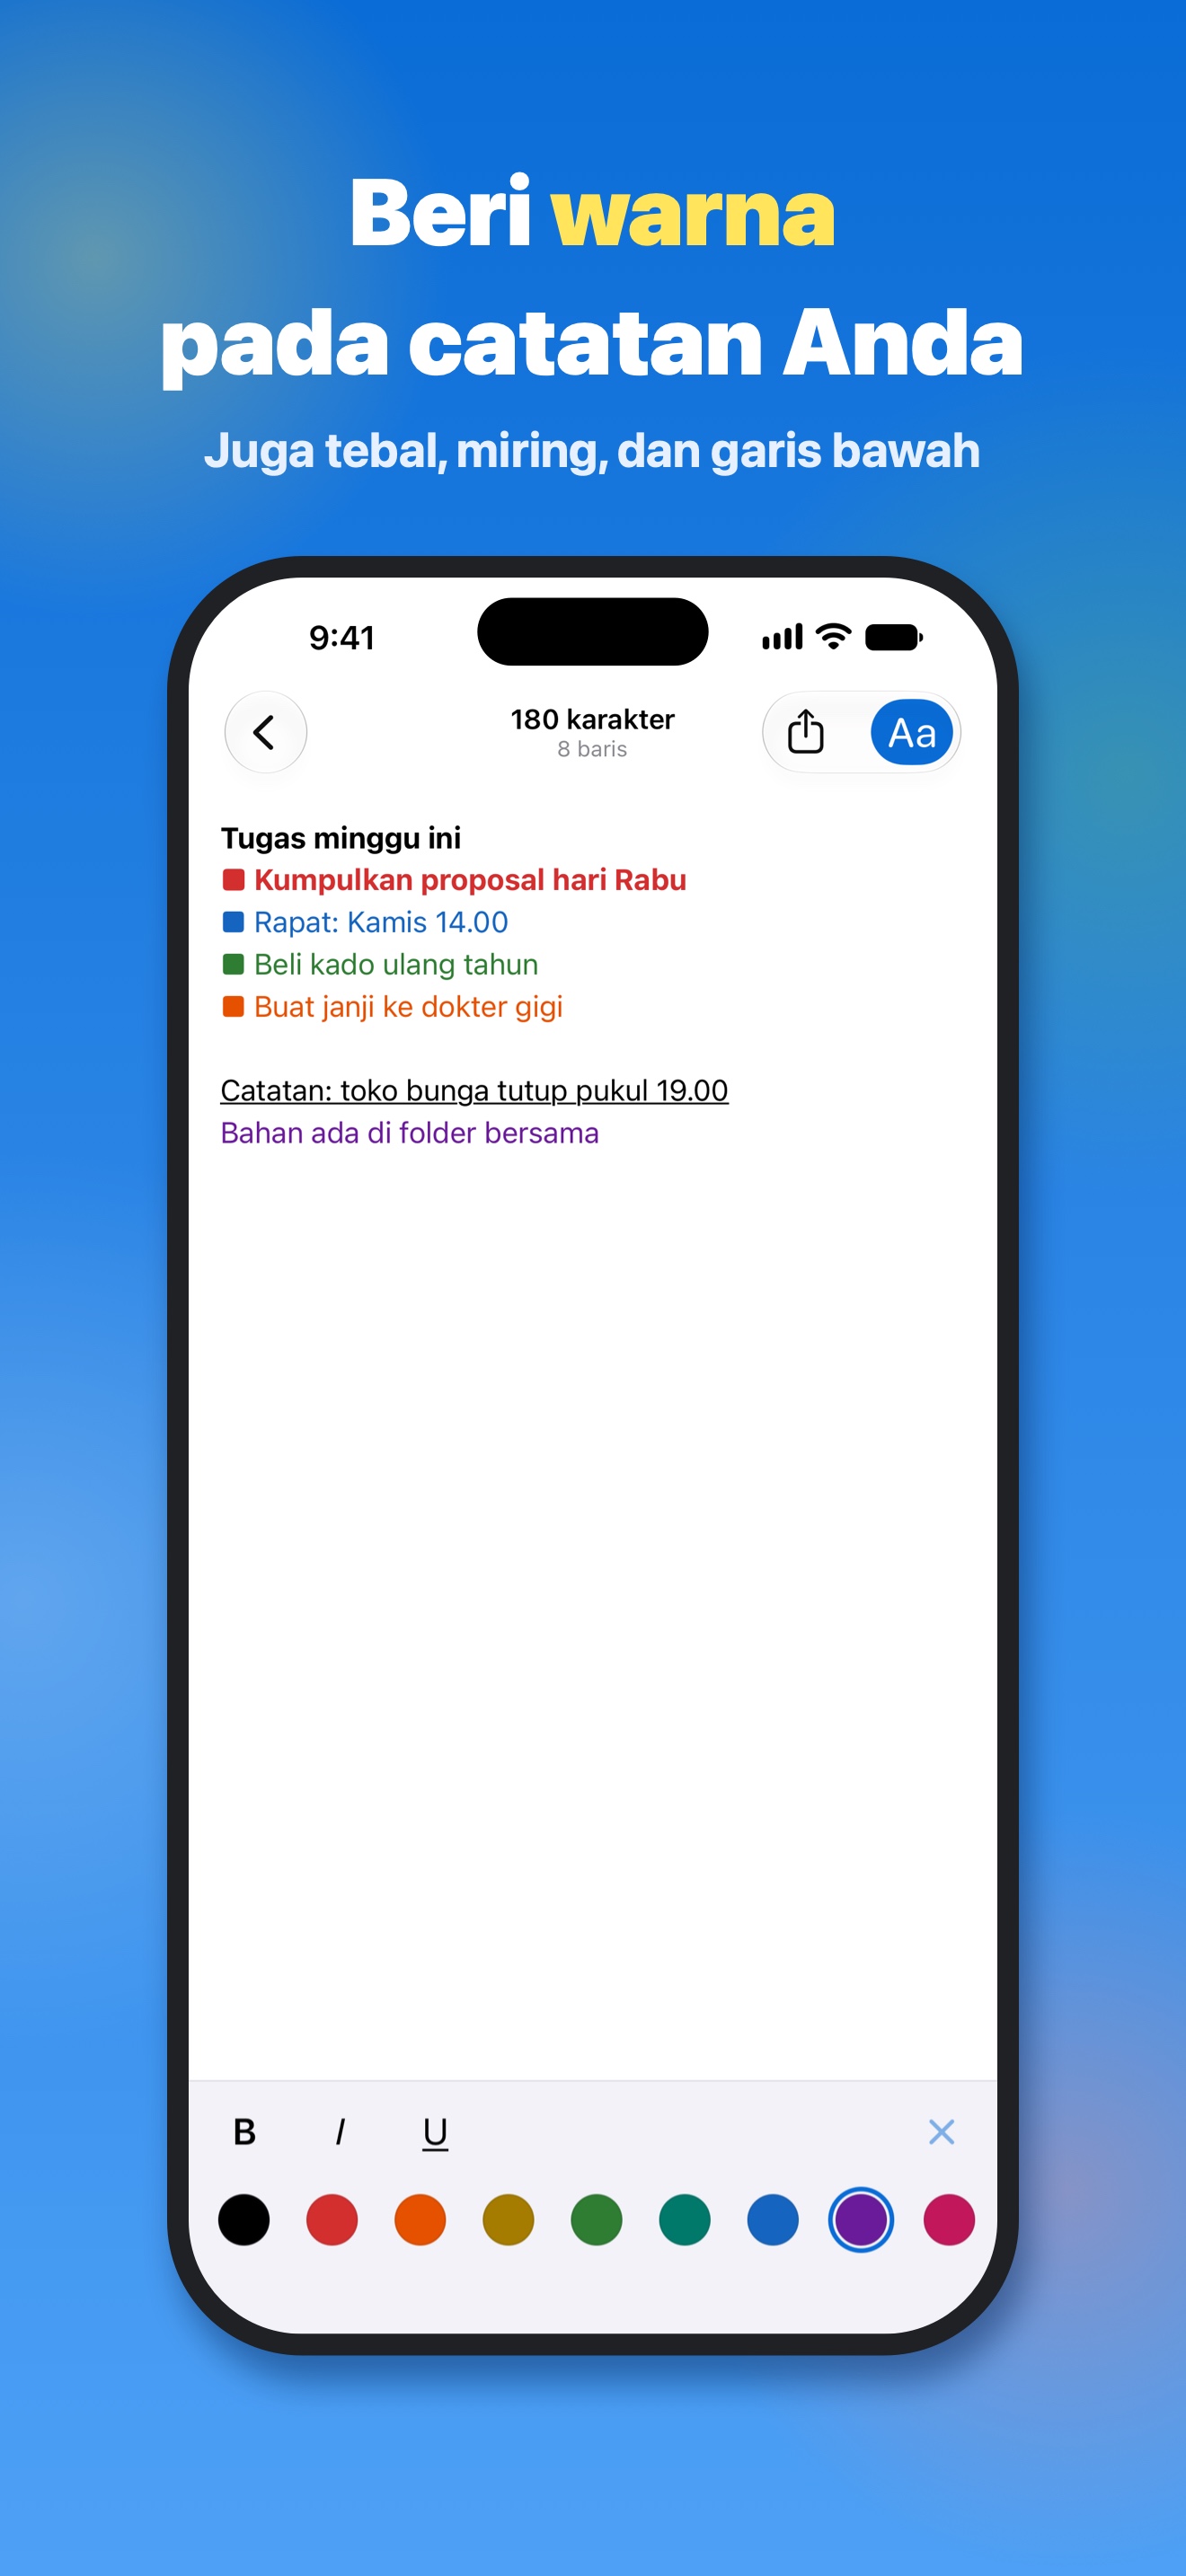 Beri warna
pada catatan Anda
Juga tebal, miring, dan garis bawah
9:41
180 karakter
8 baris
Aa
Tugas minggu ini
Kumpulkan proposal hari Rabu
Rapat: Kamis 14.00
Beli kado ulang tahun
Buat janji ke dokter gigi
Catatan: toko bunga tutup pukul 19.00
Bahan ada di folder bersama
B I U